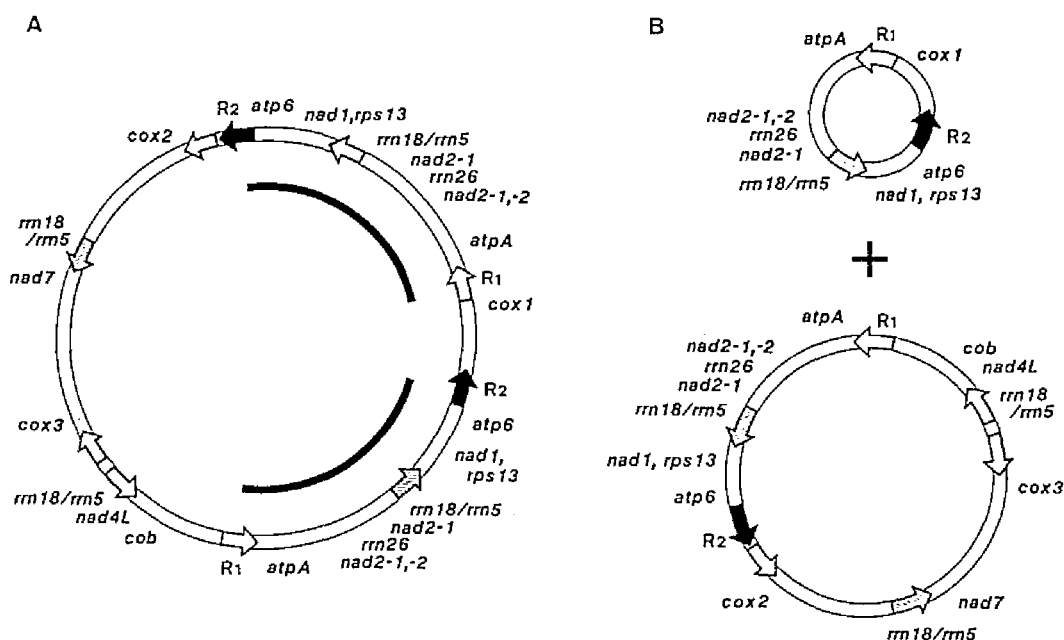 A
R2
atp6
nad1,rps13
rrn18/rrn5
nad2-1
rrn26
nad2-1,-2
atpA
R1
cox1
R2
atp6
nad1,
rps13
rrn18/rrn5
nad2-1
rrn26
nad2-1,-2
atpA
R1
cob
nad4L
rrn18/rrn5
cox3
nad7
rrn18
/rrn5
cox2
B
R1
atpA
cox1
R2
atp6
nad1, rps13
nad2-1,-2
rrn26
nad2-1
rrn18/rrn5
+
R1
atpA
cob
nad4L
rrn18
/rrn5
cox3
nad7
rrn18/rrn5
cox2
R2
atp6
nad1, rps13
rrn18/rrn5
nad2-1
rrn26
nad2-1,-2